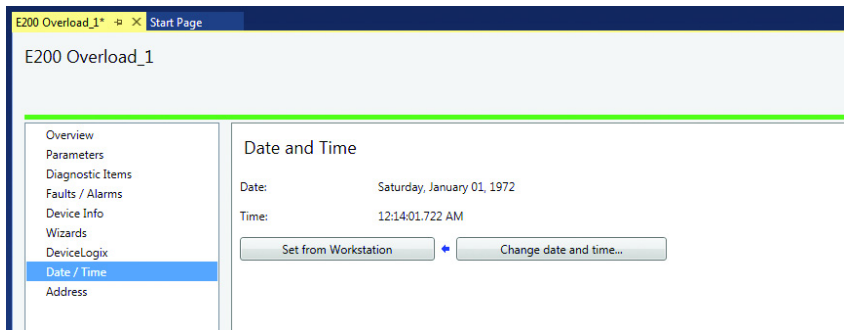 E200 Overload_1* Start Page
E200 Overload_1
Overview
Parameters
Diagnostic Items
Faults / Alarms
Device Info
Wizards
DeviceLogix
Date / Time
Address
Date and Time
Date: Saturday, January 01, 1972
Time: 12:14:01.722 AM
Set from Workstation Change date and time...